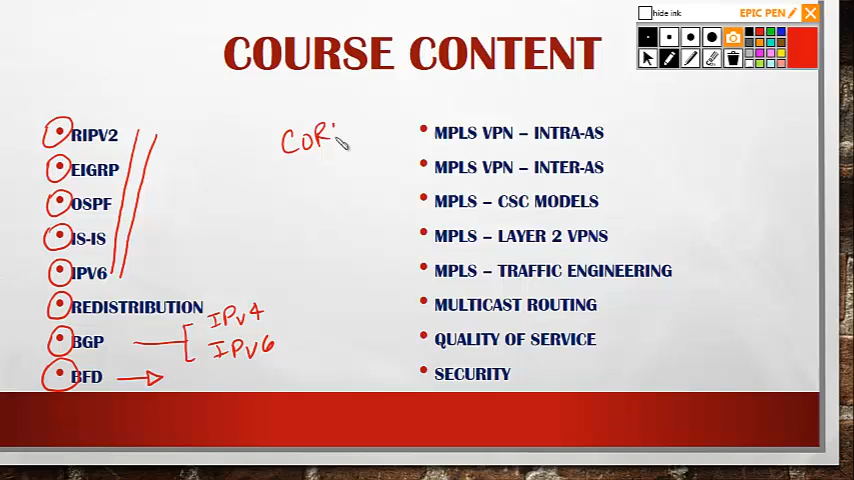 hide ink
EPIC PEN
COURSE CONTENT
RIPV2
EIGRP
OSPF
IS-IS
IPV6
REDISTRIBUTION
BGP
BFD
IPv4
IPv6
COR
MPLS VPN – INTRA-AS
MPLS VPN – INTER-AS
MPLS – CSC MODELS
MPLS – LAYER 2 VPNS
MPLS – TRAFFIC ENGINEERING
MULTICAST ROUTING
QUALITY OF SERVICE
SECURITY